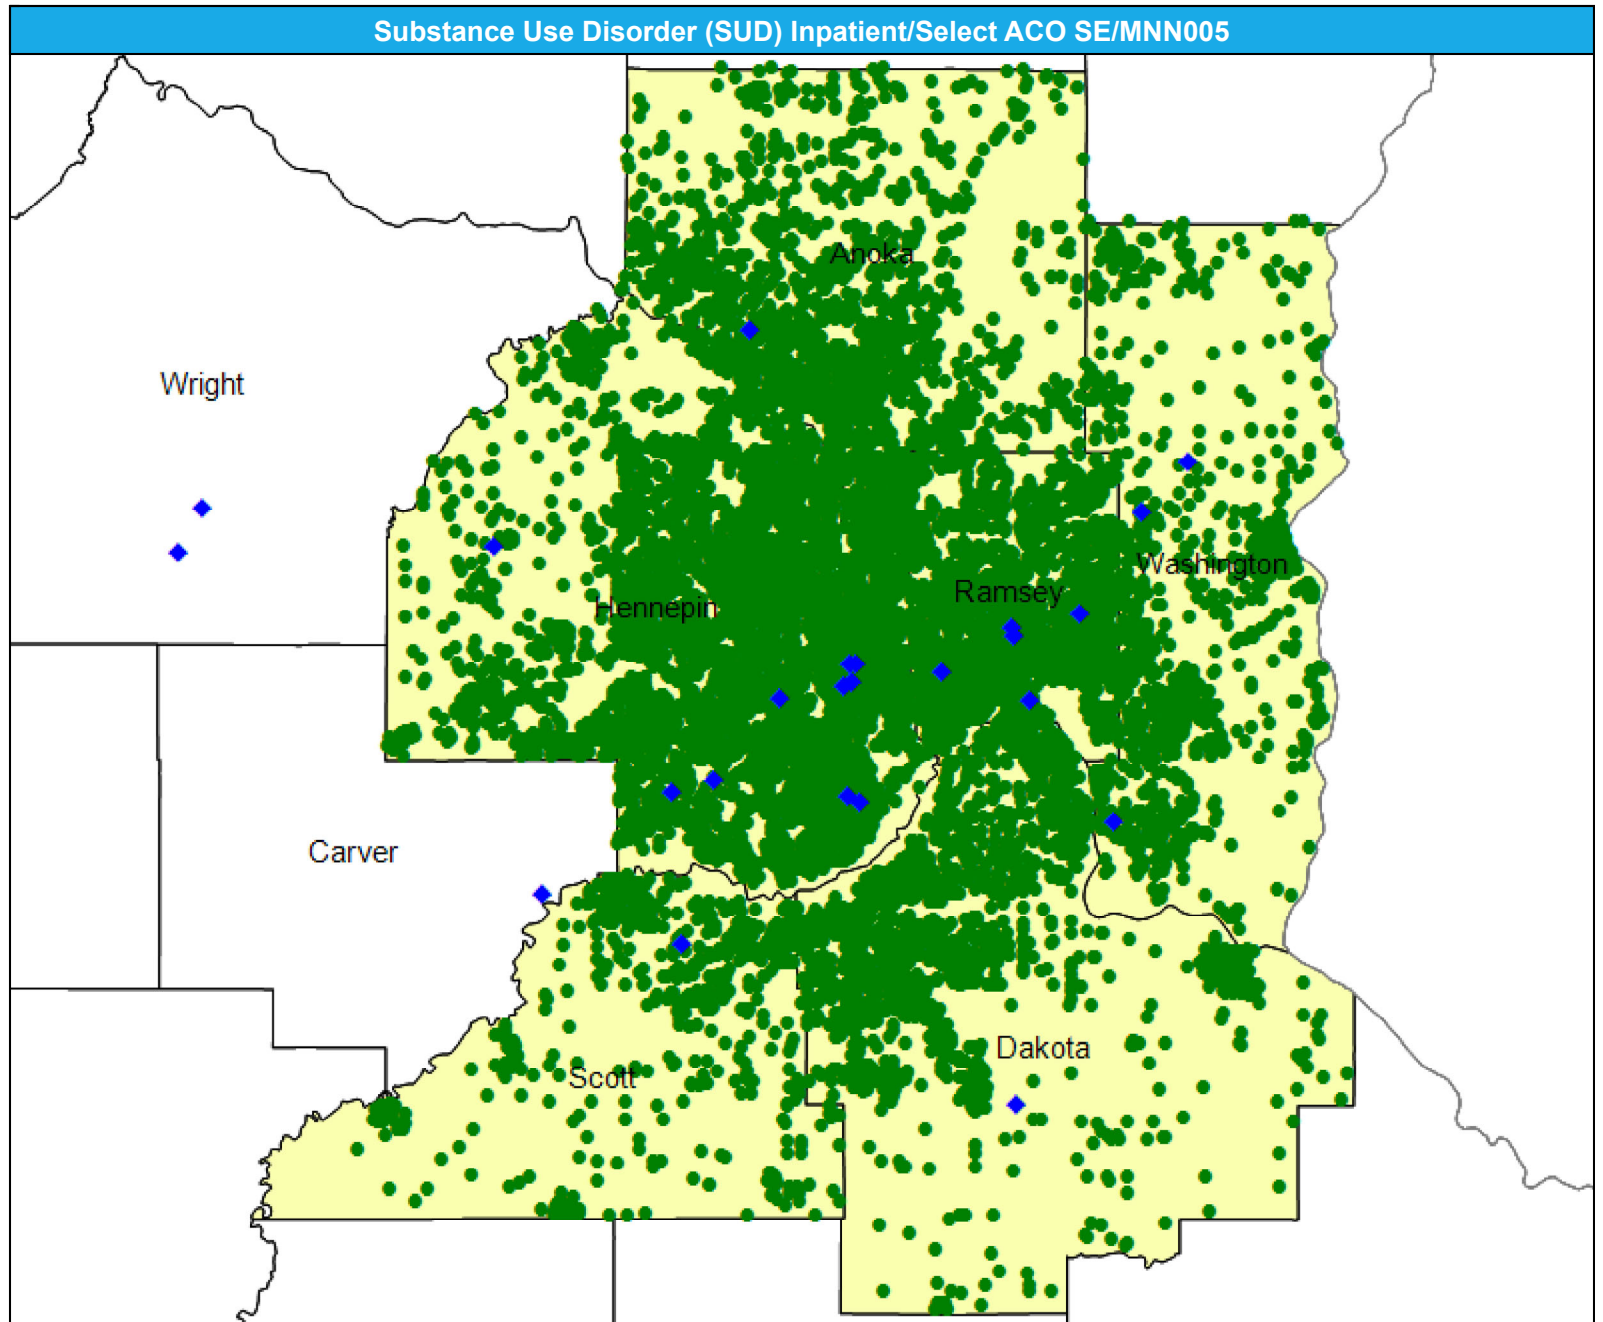 Substance Use Disorder (SUD) Inpatient/Select ACO SE/MNN005
Anoka
Wright
Washington
Ramsey
Hennepin
Carver
Dakota
Scott